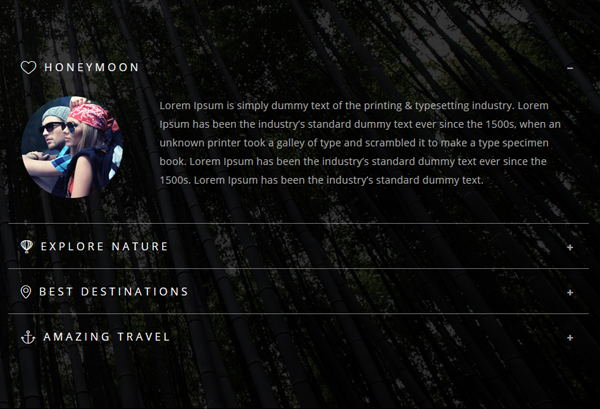 HONEYMOON
Lorem Ipsum is simply dummy text of the printing & typesetting industry. Lorem
Ipsum has been the industry's standard dummy text ever since the 1500s, when an
unknown printer took a galley of type and scrambled it to make a type specimen
book. Lorem Ipsum has been the industry's standard dummy text ever since the
1500s. Lorem Ipsum has been the industry's standard dummy text.
EXPLORE NATURE
BEST DESTINATIONS
AMAZING TRAVEL